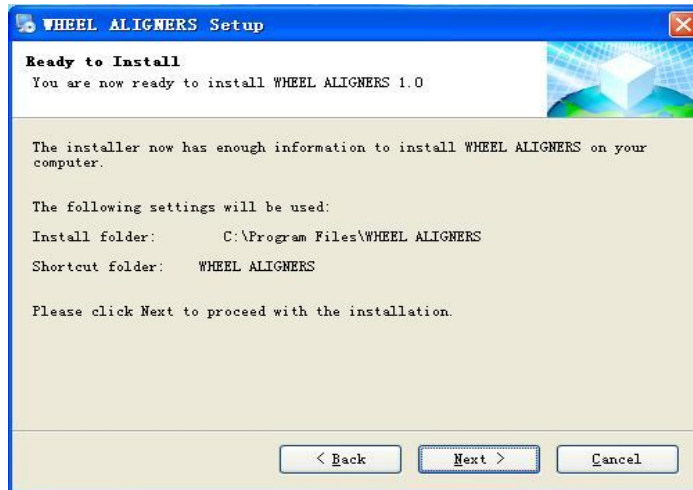 WHEEL ALIGNERS Setup
Ready to Install
You are now ready to install WHEEL ALIGNERS 1.0
The installer now has enough information to install WHEEL ALIGNERS on your
computer.
The following settings will be used:
Install folder: C:\Program Files\WHEEL ALIGNERS
Shortcut folder: WHEEL ALIGNERS
Please click Next to proceed with the installation.
< Back Next > Cancel